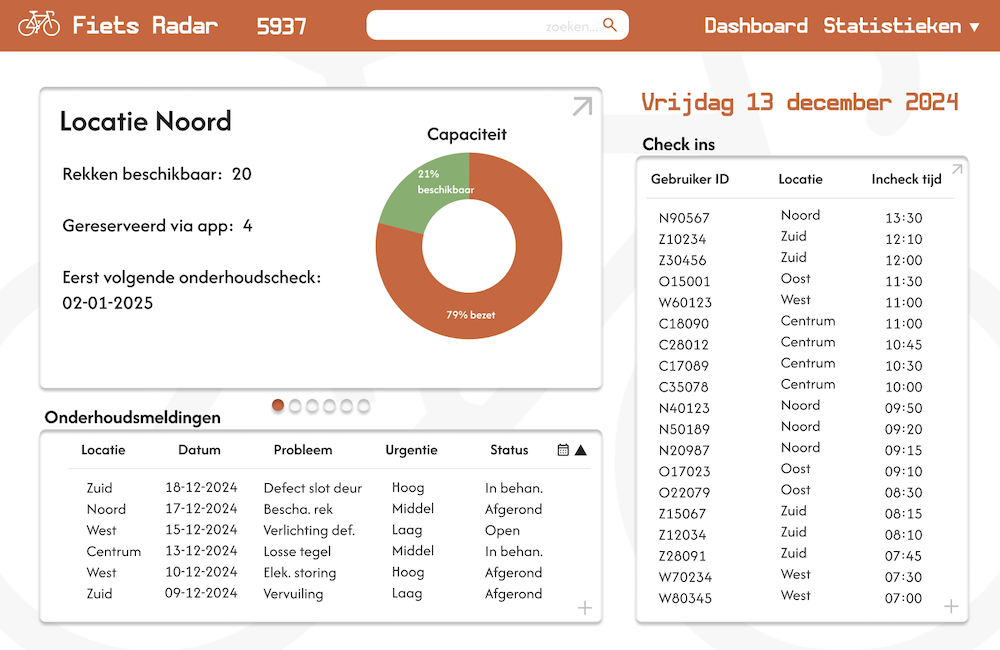 Fiets Radar 5937 zoeken... Dashboard Statistieken ▼
Locatie Noord
Rekken beschikbaar: 20
Gereserveerd via app: 4
Eerst volgende onderhoudscheck:
02-01-2025
Capaciteit
21%
beschikbaar
79% bezet
Onderhoudsmeldingen
Locatie Datum Probleem Urgentie Status
Zuid 18-12-2024 Defect slot deur Hoog In behan.
Noord 17-12-2024 Bescha. rek Middel Afgerond
West 15-12-2024 Verlichting def. Laag Open
Centrum 13-12-2024 Losse tegel Middel In behan.
West 10-12-2024 Elek. storing Hoog Afgerond
Zuid 09-12-2024 Vervuiling Laag Afgerond
Vrijdag 13 december 2024
Check ins
Gebruiker ID Locatie Incheck tijd
N90567 Noord 13:30
Z10234 Zuid 12:10
Z30456 Zuid 12:00
O15001 Oost 11:30
W60123 West 11:00
C18090 Centrum 11:00
C28012 Centrum 10:45
C17089 Centrum 10:30
C35078 Centrum 10:00
N40123 Noord 09:50
N50189 Noord 09:20
N20987 Noord 09:15
O17023 Oost 09:10
O22079 Oost 08:30
Z15067 Zuid 08:15
Z12034 Zuid 08:10
Z28091 Zuid 07:45
W70234 West 07:30
W80345 West 07:00